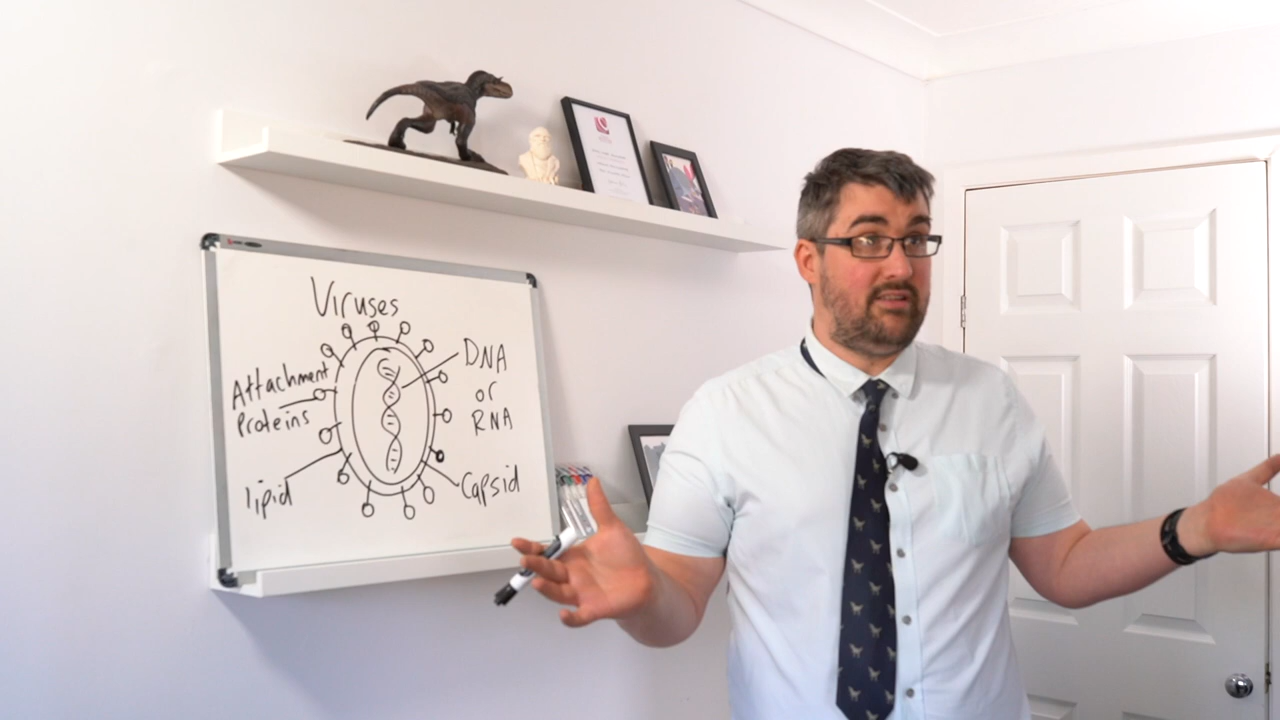 Viruses
Attachment
Proteins
lipid
DNA
or
RNA
Capsid